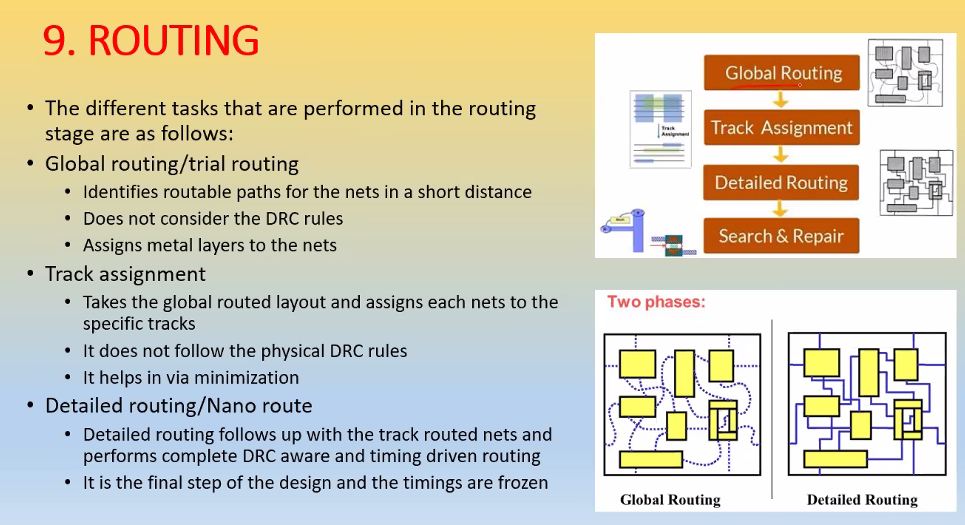 9. ROUTING
• The different tasks that are performed in the routing
stage are as follows:
• Global routing/trial routing
• Identifies routable paths for the nets in a short distance
• Does not consider the DRC rules
• Assigns metal layers to the nets
• Track assignment
• Takes the global routed layout and assigns each nets to the
specific tracks
• It does not follow the physical DRC rules
• It helps in via minimization
• Detailed routing/Nano route
• Detailed routing follows up with the track routed nets and
performs complete DRC aware and timing driven routing
• It is the final step of the design and the timings are frozen
Global Routing
Track
Assignment
Track Assignment
Detailed Routing
Search & Repair
Two phases:
Global Routing
Detailed Routing